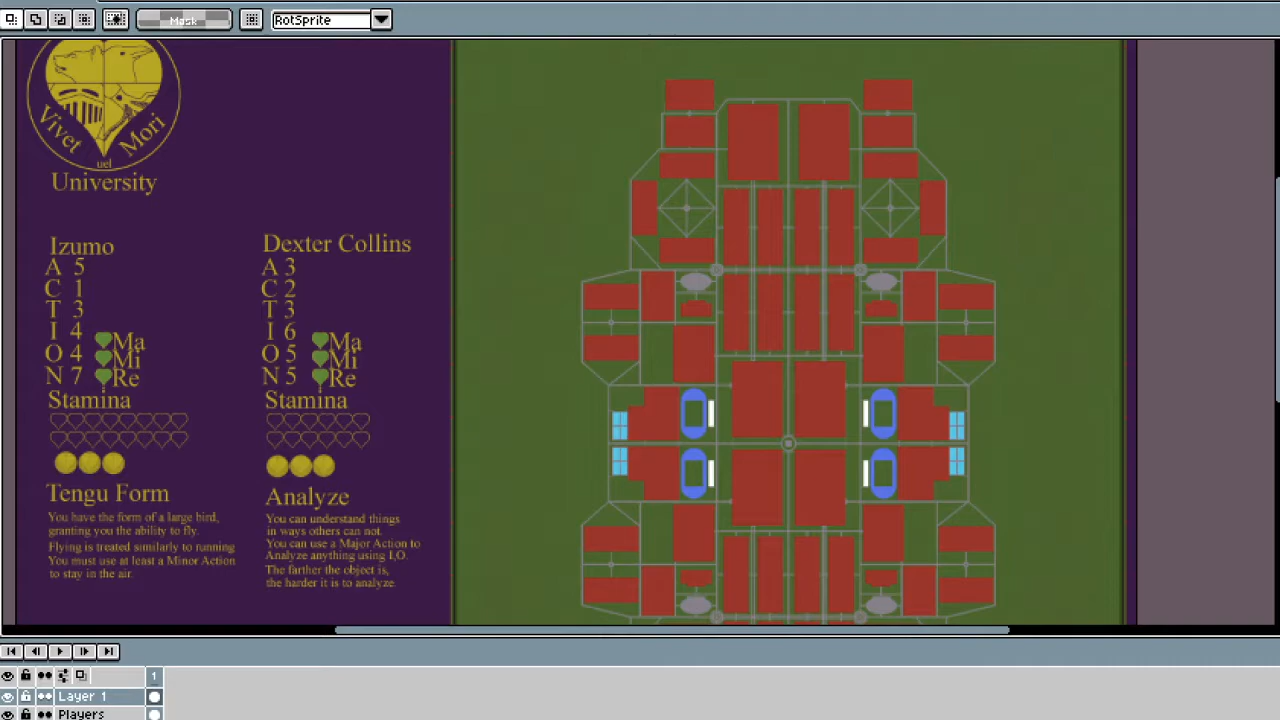 Mask
RotSprite
Vivet
Mori
uel
University
Izumo
A 5
C 1
T 3
I 4
O 4
N 7
Ma
Mi
Re
Stamina
Tengu Form
You have the form of a large bird,
granting you the ability to fly.
Flying is treated similarly to running
You must use at least a Minor Action
to stay in the air.
Dexter Collins
A 3
C 2
T 3
I 6
O 5
N 5
Ma
Mi
Re
Stamina
Analyze
You can understand things
in ways others can not.
You can use a Major Action to
Analyze anything using I,O.
The farther the object is,
the harder it is to analyze.
1
Layer 1
Players